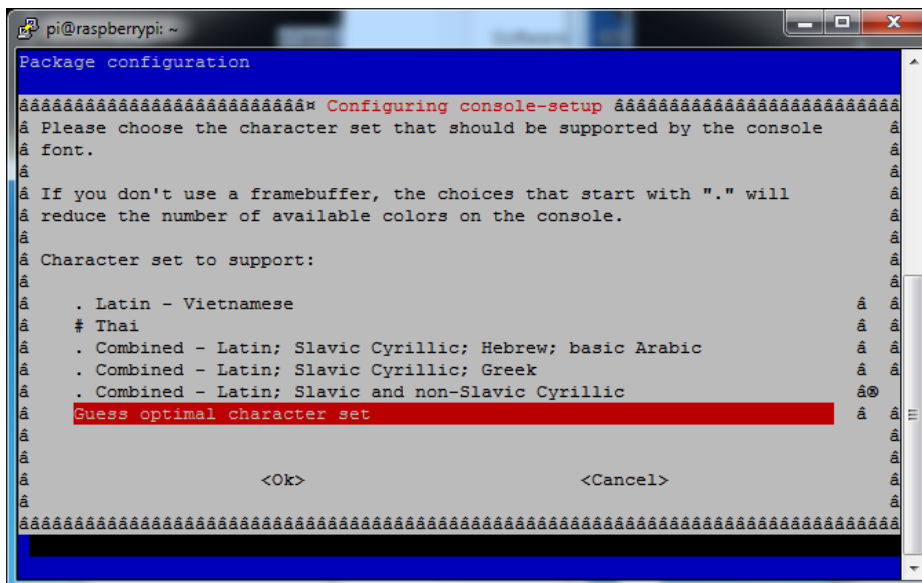 pi@raspberrypi: ~
Package configuration
ââââââââââââââââââââââââââ¤ Configuring console-setup ââââââââââââââââââââââââââ
â Please choose the character set that should be supported by the console â
â font. â
â â
â If you don't use a framebuffer, the choices that start with "." will â
â reduce the number of available colors on the console. â
â â
â Character set to support: â
â â
â . Latin - Vietnamese â â
â # Thai â â
â . Combined - Latin; Slavic Cyrillic; Hebrew; basic Arabic â â
â . Combined - Latin; Slavic Cyrillic; Greek â â
â . Combined - Latin; Slavic and non-Slavic Cyrillic â®
â Guess optimal character set â â
â â
â â
â <Ok> <Cancel> â
â â
ââââââââââââââââââââââââââââââââââââââââââââââââââââââââââââââââââââââââââââââââ